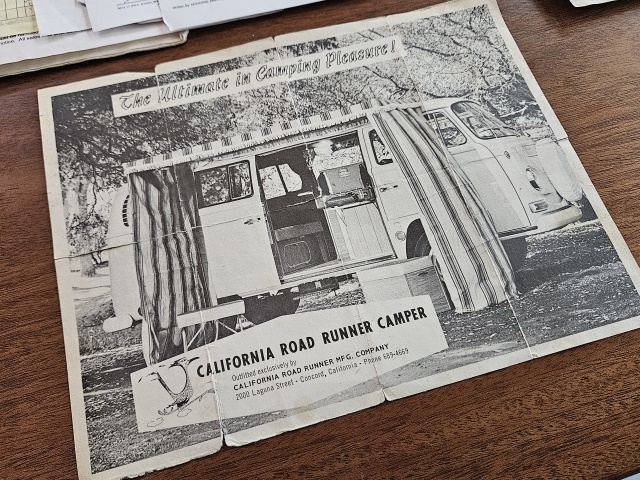 The Ultimate in Camping Pleasure!
CALIFORNIA ROAD RUNNER CAMPER
Outfitted exclusively by
CALIFORNIA ROAD RUNNER MFG. COMPANY
2000 Laguna Street • Concord, California • Phone 689-4669